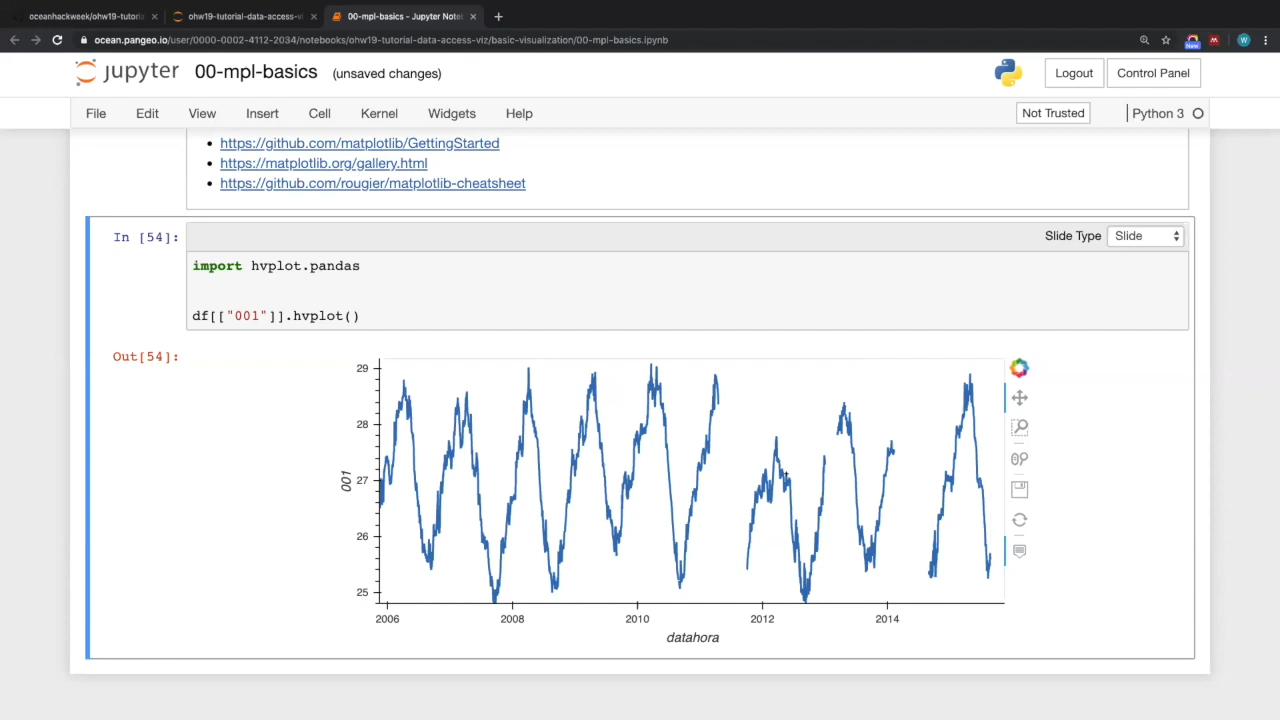 oceanhackweek/ohw19-tutoria
ohw19-tutorial-data-access-vi
00-mpl-basics - Jupyter Note
ocean.pangeo.io/user/0000-0002-4112-2034/notebooks/ohw19-tutorial-data-access-viz/basic-visualization/00-mpl-basics.ipynb
New
W
jupyter 00-mpl-basics (unsaved changes)
Logout
Control Panel
File Edit View Insert Cell Kernel Widgets Help
Not Trusted
Python 3
https://github.com/matplotlib/GettingStarted
https://matplotlib.org/gallery.html
https://github.com/rougier/matplotlib-cheatsheet
In [54]:
Slide Type Slide
import hvplot.pandas
df[["001"]].hvplot()
Out[54]:
29
28
27
26
25
001
2006 2008 2010 2012 2014
datahora